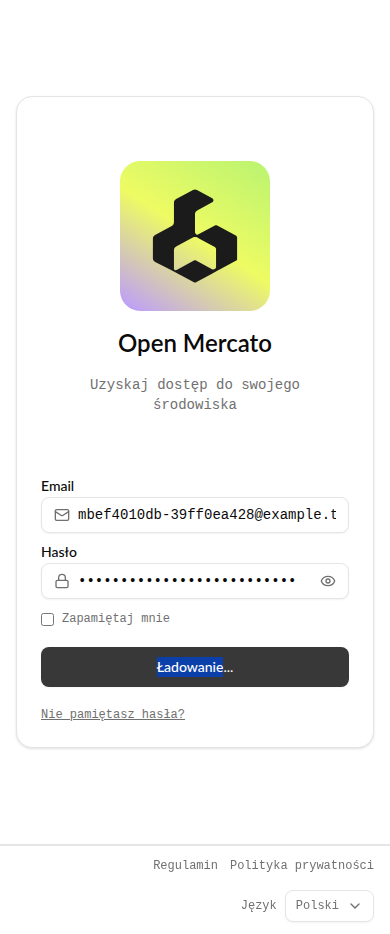 Open Mercato
Uzyskaj dostęp do swojego
środowiska
Email
mbef4010db-39ff0ea428@example.t
Hasło
••••••••••••••••••••••••••
Zapamiętaj mnie
Ładowanie...
Nie pamiętasz hasła?
Regulamin Polityka prywatności
Język Polski